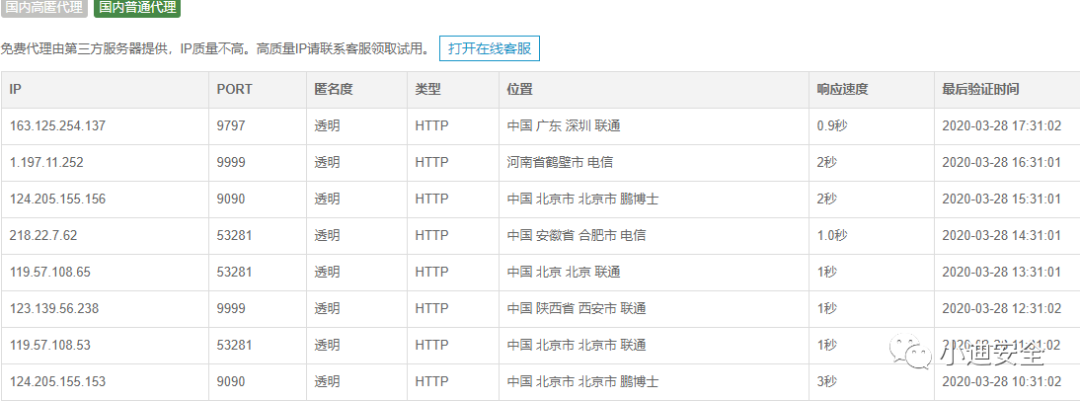 国内高匿代理 国内普通代理
免费代理由第三方服务器提供，IP质量不高。高质量IP请联系客服领取试用。 打开在线客服
IP PORT 匿名度 类型 位置 响应速度 最后验证时间
163.125.254.137 9797 透明 HTTP 中国 广东 深圳 联通 0.9秒 2020-03-28 17:31:02
1.197.11.252 9999 透明 HTTP 河南省鹤壁市 电信 2秒 2020-03-28 16:31:01
124.205.155.156 9090 透明 HTTP 中国 北京市 北京市 鹏博士 2秒 2020-03-28 15:31:01
218.22.7.62 53281 透明 HTTP 中国 安徽省 合肥市 电信 1.0秒 2020-03-28 14:31:01
119.57.108.65 53281 透明 HTTP 中国 北京 北京 联通 1秒 2020-03-28 13:31:01
123.139.56.238 9999 透明 HTTP 中国 陕西省 西安市 联通 1秒 2020-03-28 12:31:02
119.57.108.53 53281 透明 HTTP 中国 北京市 北京市 联通 1秒 2020-03-28 11:31:02
小迪安全
124.205.155.153 9090 透明 HTTP 中国 北京市 北京市 鹏博士 3秒 2020-03-28 10:31:02